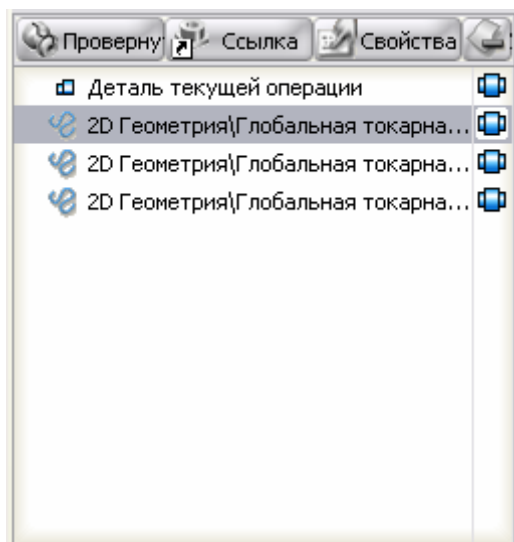 Проверну Ссылка Свойства
Деталь текущей операции
2D Геометрия\Глобальная токарна...
2D Геометрия\Глобальная токарна...
2D Геометрия\Глобальная токарна...